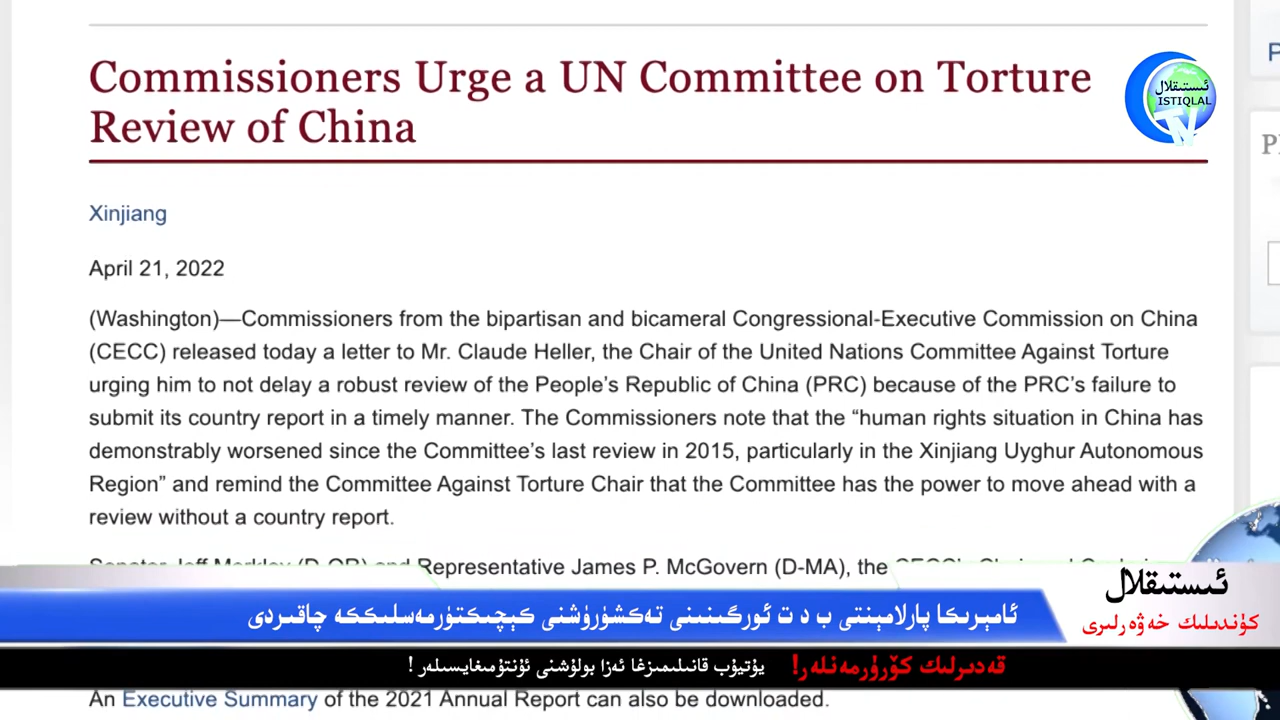 Commissioners Urge a UN Committee on Torture
Review of China
ئىستىقلال
ISTIQLAL
TV
Xinjiang
April 21, 2022
(Washington)—Commissioners from the bipartisan and bicameral Congressional-Executive Commission on China
(CECC) released today a letter to Mr. Claude Heller, the Chair of the United Nations Committee Against Torture
urging him to not delay a robust review of the People’s Republic of China (PRC) because of the PRC’s failure to
submit its country report in a timely manner. The Commissioners note that the “human rights situation in China has
demonstrably worsened since the Committee’s last review in 2015, particularly in the Xinjiang Uyghur Autonomous
Region” and remind the Committee Against Torture Chair that the Committee has the power to move ahead with a
review without a country report.
Senator Jeff Merkley (D-OR) and Representative James P. McGovern (D-MA), the CECC’s
ئىستىقلال
كۈندىلىك خەۋەرلىرى
ئامېرىكا پارلامېنتى ب د ت ئورگىنىنى تەكشۈرۈشنى كېچىكتۈرمەسلىككە چاقىردى
قەدىرلىك كۆرۈرمەنلەر! يۇتيۇب قانىلىمىزغا ئەزا بولۇشنى ئۇنتۇمىغايسىلەر !
An Executive Summary of the 2021 Annual Report can also be downloaded.